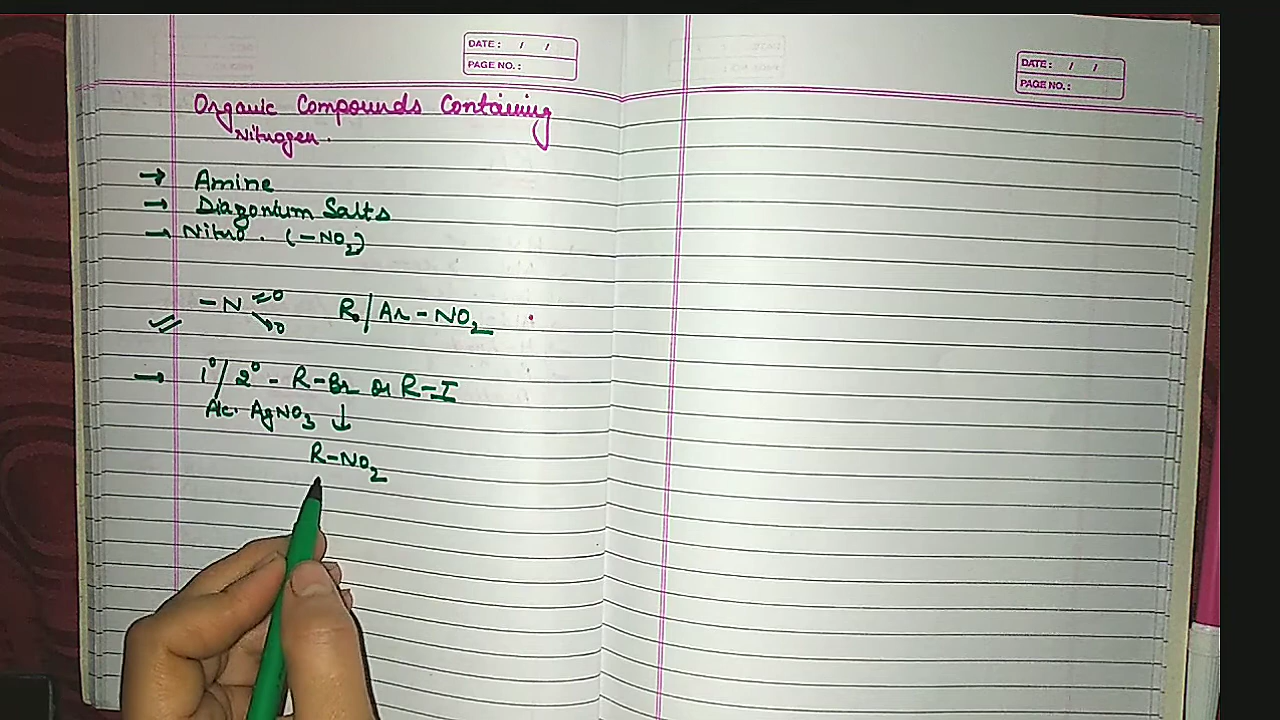 DATE: / /
PAGE NO.:
DATE: / /
PAGE NO.:
Organic Compounds Containing
Nitrogen.
→ Amine
→ Diazonium Salts
→ Nitro. (-NO2)
-N =O R/Ar-NO2
→O
→ 1°/2° - R-Br or R-I
Alc. AgNO3 ↓
R-NO2